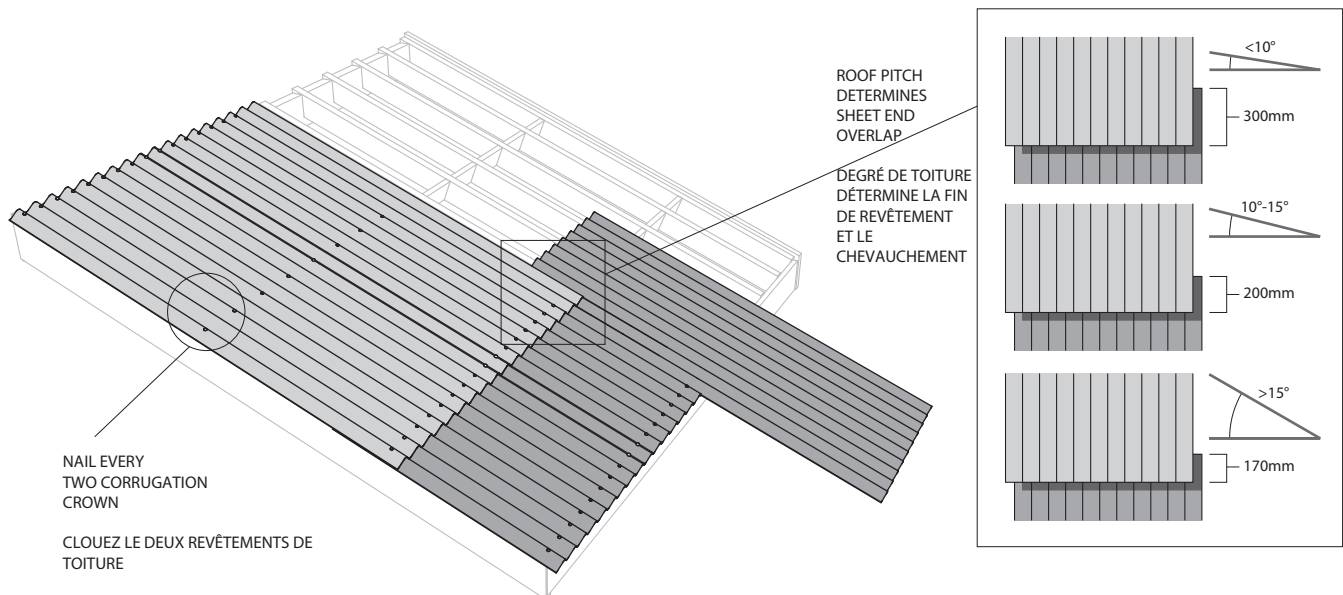 ROOF PITCH
DETERMINES
SHEET END
OVERLAP
DEGRÉ DE TOITURE
DÉTERMINE LA FIN
DE REVÊTEMENT
ET LE
CHEVAUCHEMENT
NAIL EVERY
TWO CORRUGATION
CROWN
CLOUEZ LE DEUX REVÊTEMENTS DE
TOITURE
<10°
300mm
10°-15°
200mm
>15°
170mm